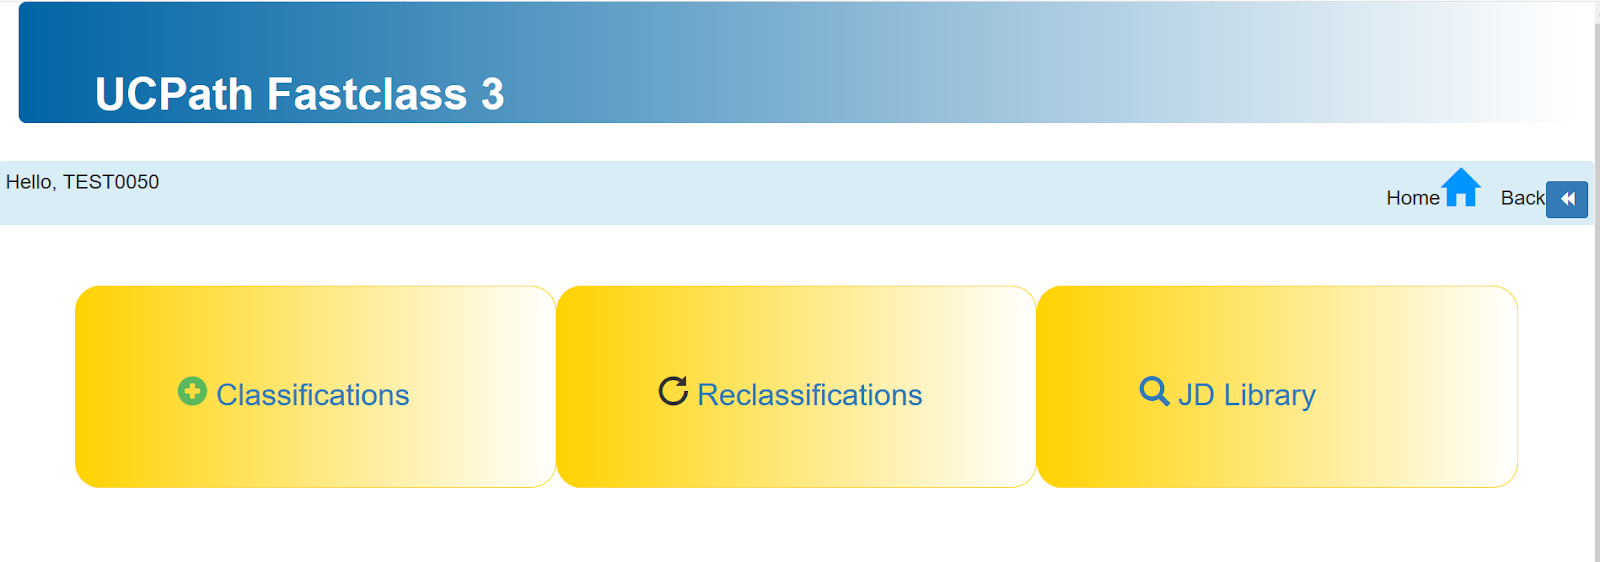 UCPath Fastclass 3
Hello, TEST0050
Home Back
Classifications Reclassifications JD Library